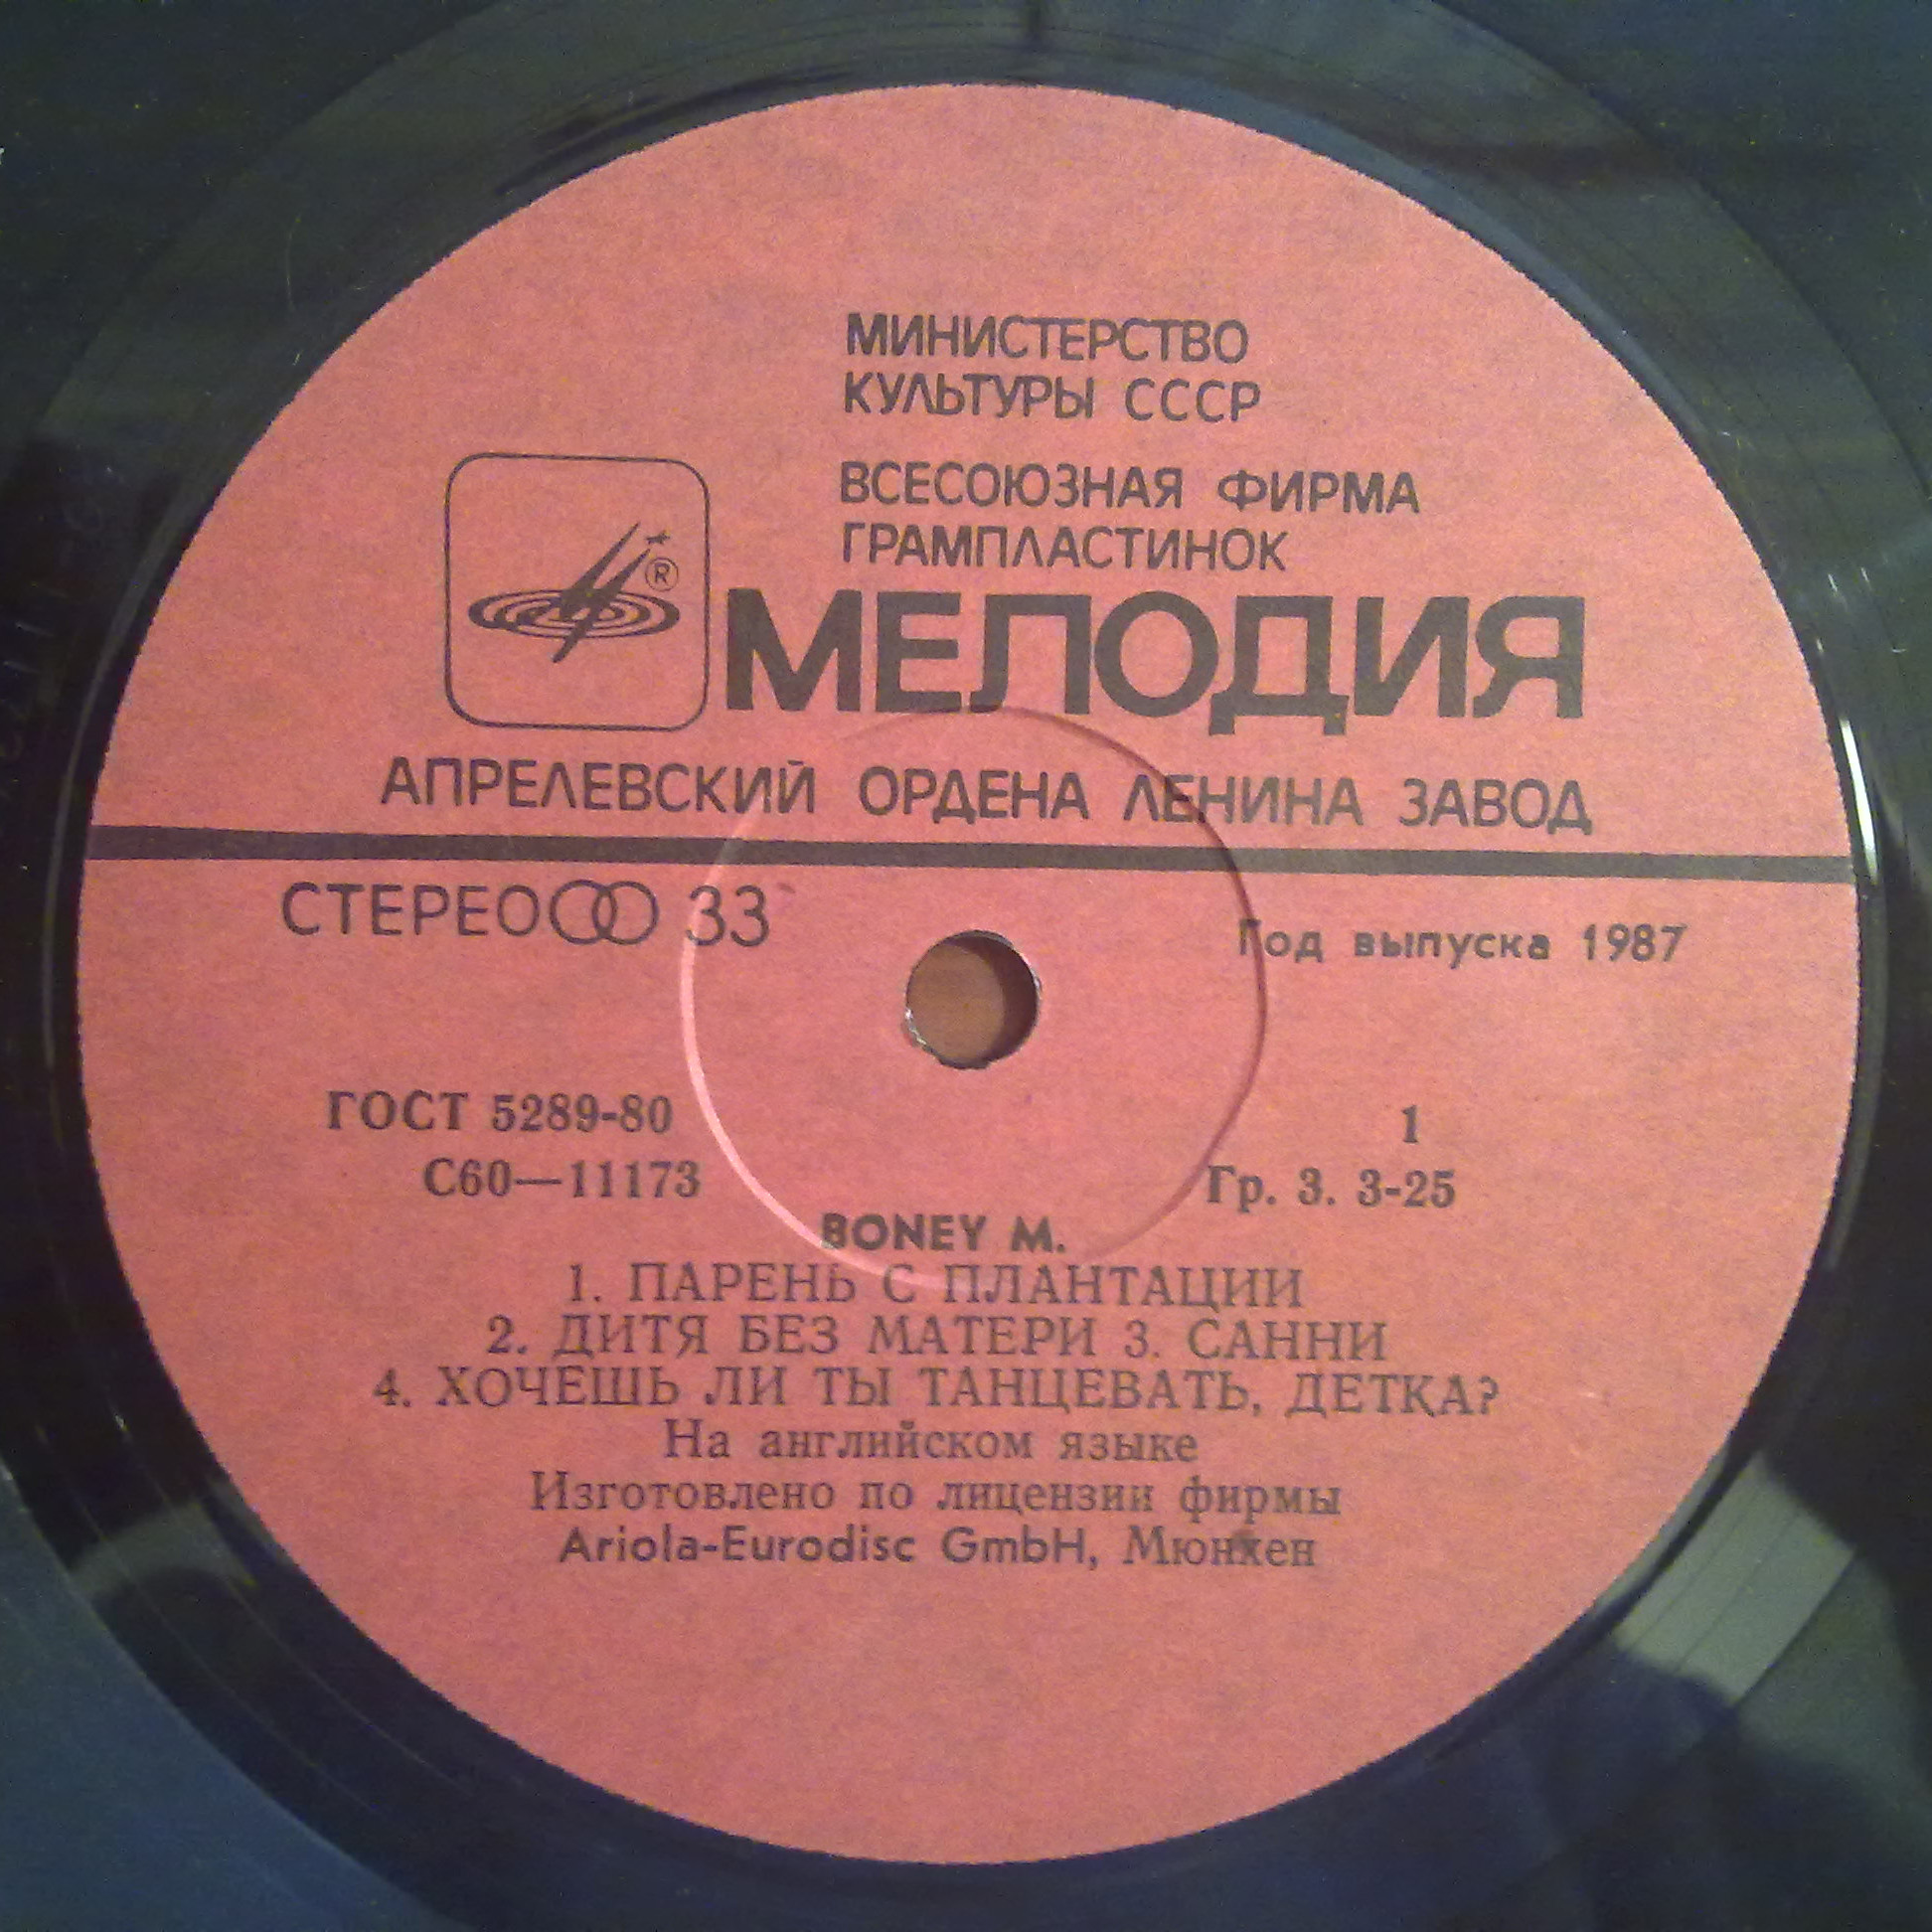 МИНИСТЕРСТВО
КУЛЬТУРЫ СССР
ВСЕСОЮЗНАЯ ФИРМА
ГРАМПЛАСТИНОК
®
МЕЛОДИЯ
АПРЕЛЕВСКИЙ ОРДЕНА ЛЕНИНА ЗАВОД
СТЕРЕО 33
Год выпуска 1987
ГОСТ 5289-80
1
С60—11173
Гр. 3. 3-25
BONEY M.
1. ПАРЕНЬ С ПЛАНТАЦИИ
2. ДИТЯ БЕЗ МАТЕРИ 3. САННИ
4. ХОЧЕШЬ ЛИ ТЫ ТАНЦЕВАТЬ, ДЕТКА?
На английском языке
Изготовлено по лицензии фирмы
Ariola-Eurodisc GmbH, Мюнхен